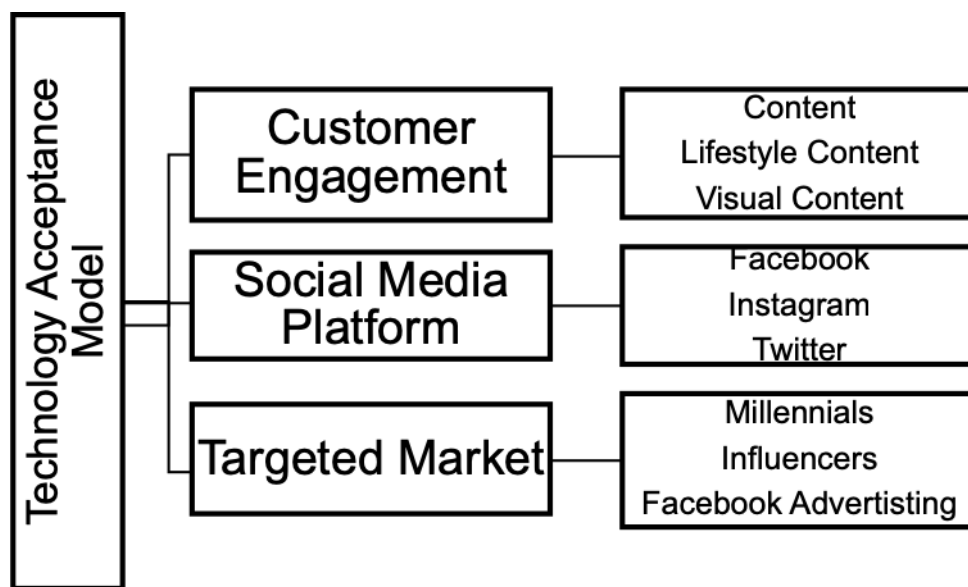 Technology Acceptance
Model
Customer
Engagement
Content
Lifestyle Content
Visual Content
Social Media
Platform
Facebook
Instagram
Twitter
Targeted Market
Millennials
Influencers
Facebook Advertisting